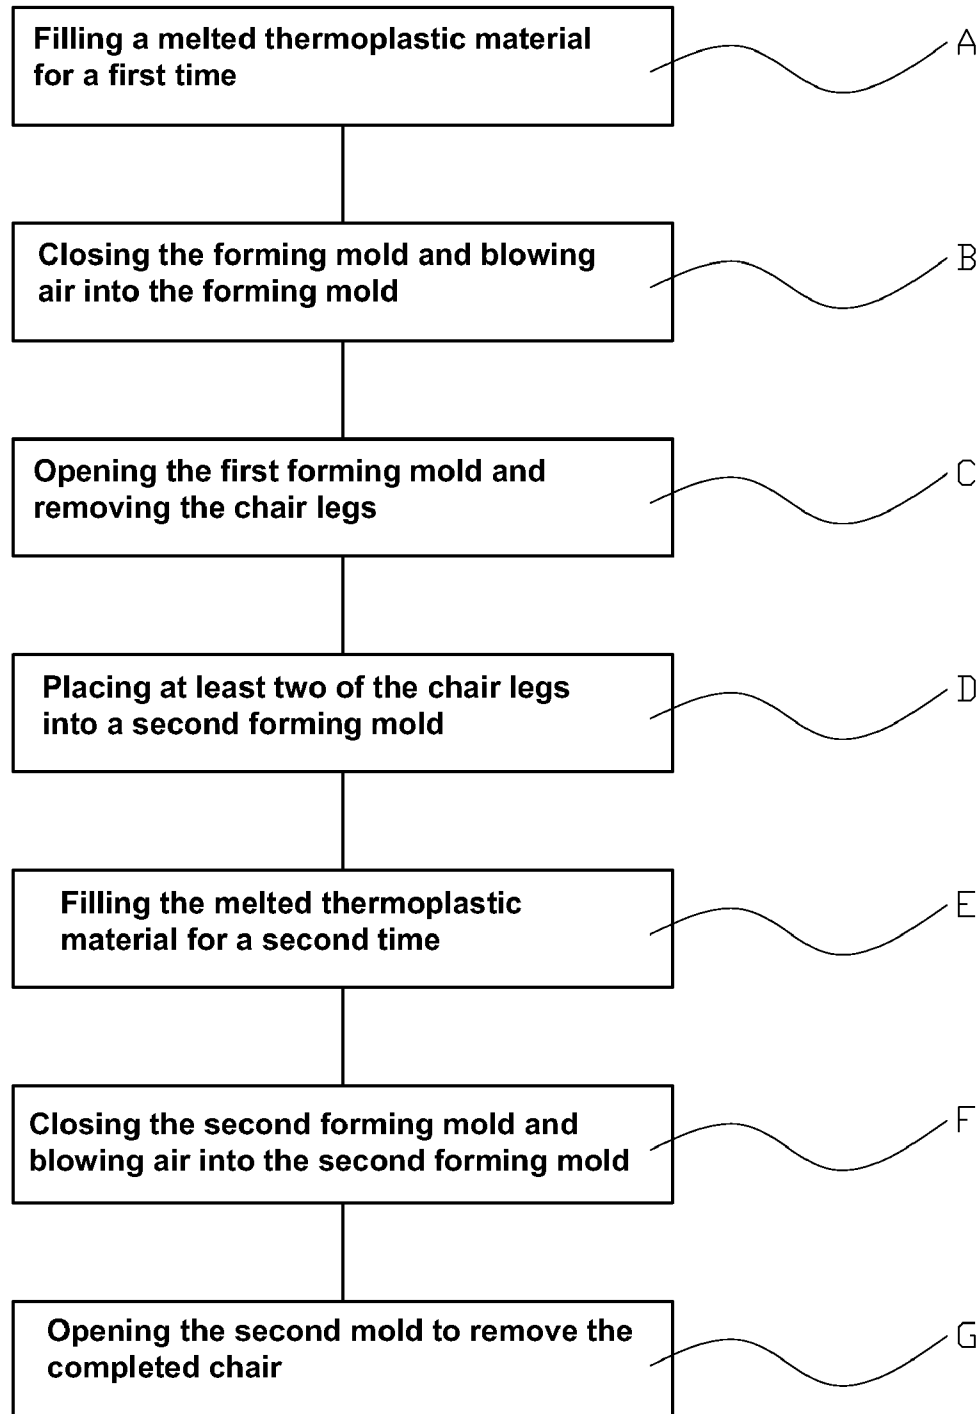 Filling a melted thermoplastic material
for a first time
A
Closing the forming mold and blowing
air into the forming mold
B
Opening the first forming mold and
removing the chair legs
C
Placing at least two of the chair legs
into a second forming mold
D
Filling the melted thermoplastic
material for a second time
E
Closing the second forming mold and
blowing air into the second forming mold
F
Opening the second mold to remove the
completed chair
G